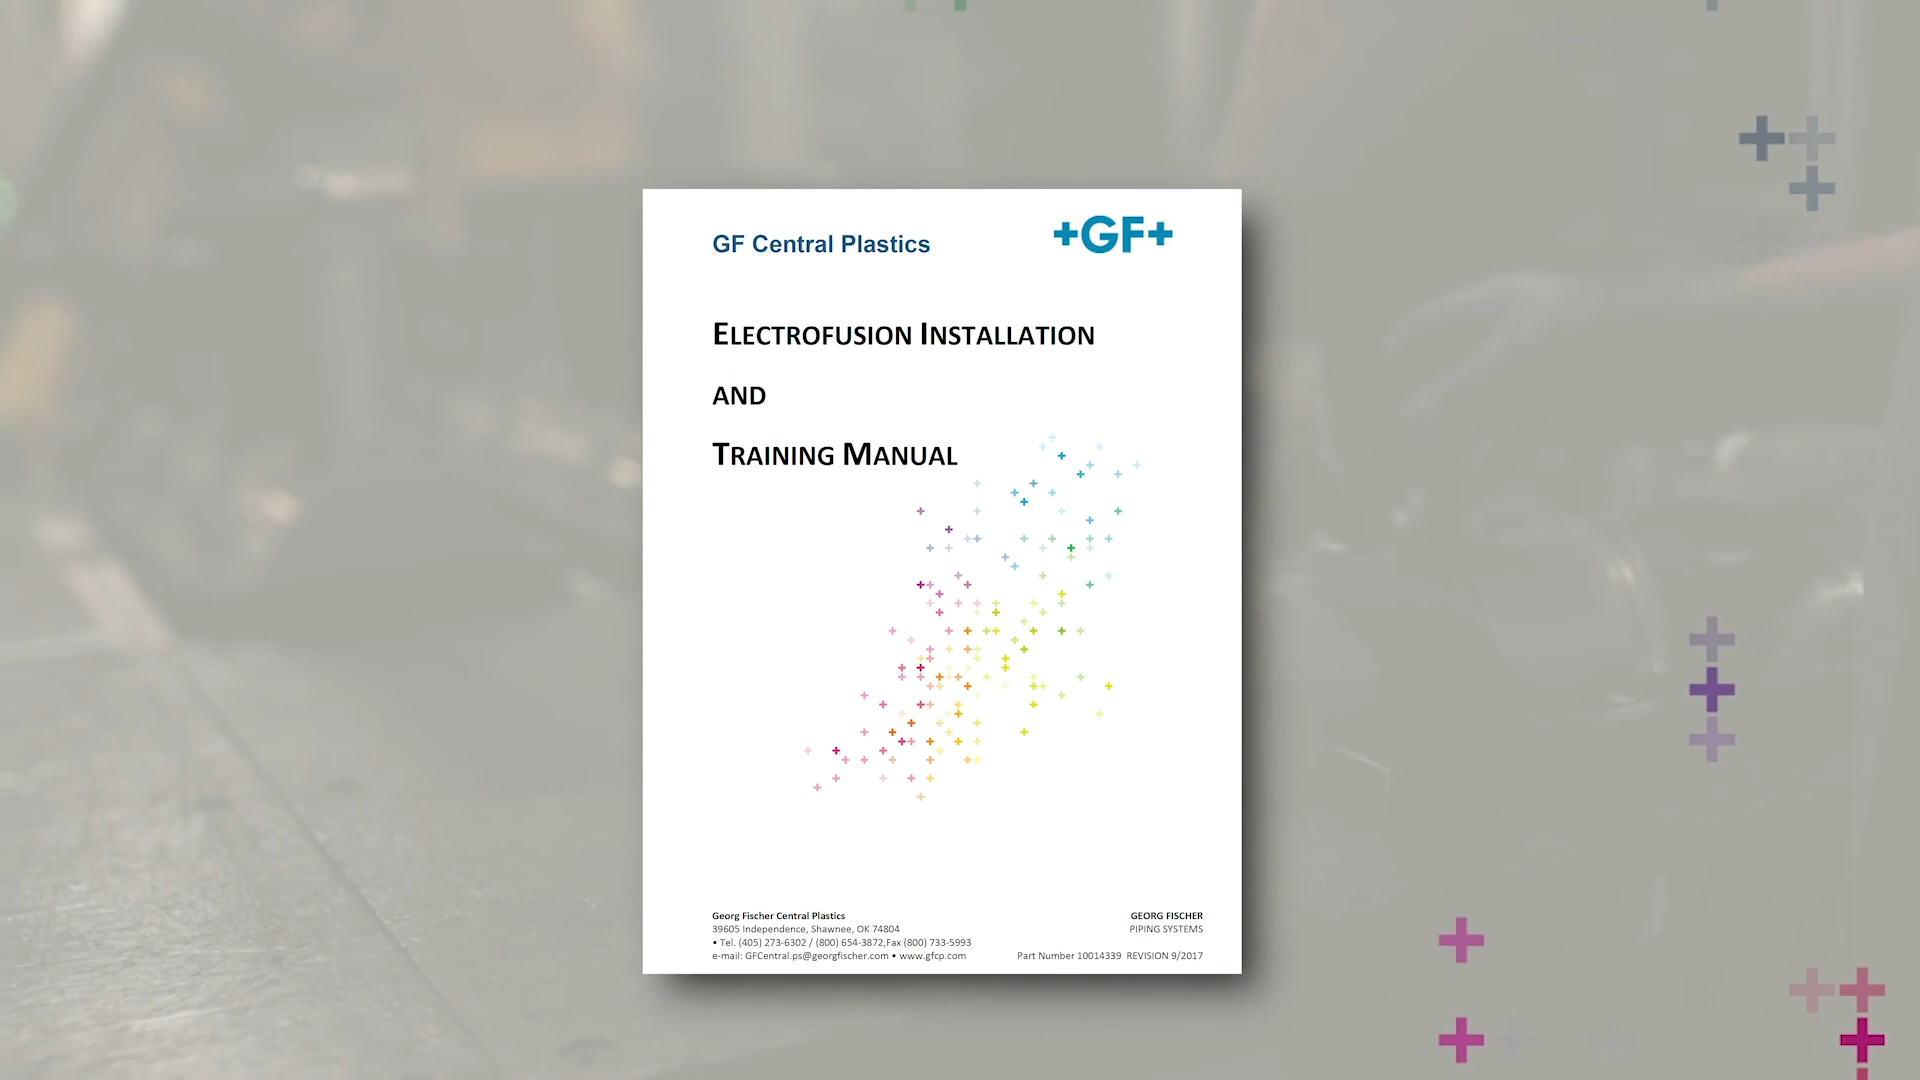 GF Central Plastics
+GF+
ELECTROFUSION INSTALLATION
AND
TRAINING MANUAL
Georg Fischer Central Plastics
39605 Independence, Shawnee, OK 74804
• Tel. (405) 273-6302 / (800) 654-3872,Fax (800) 733-5993
e-mail: GFCentral.ps@georgfischer.com • www.gfcp.com
GEORG FISCHER
PIPING SYSTEMS
Part Number 10014339 REVISION 9/2017